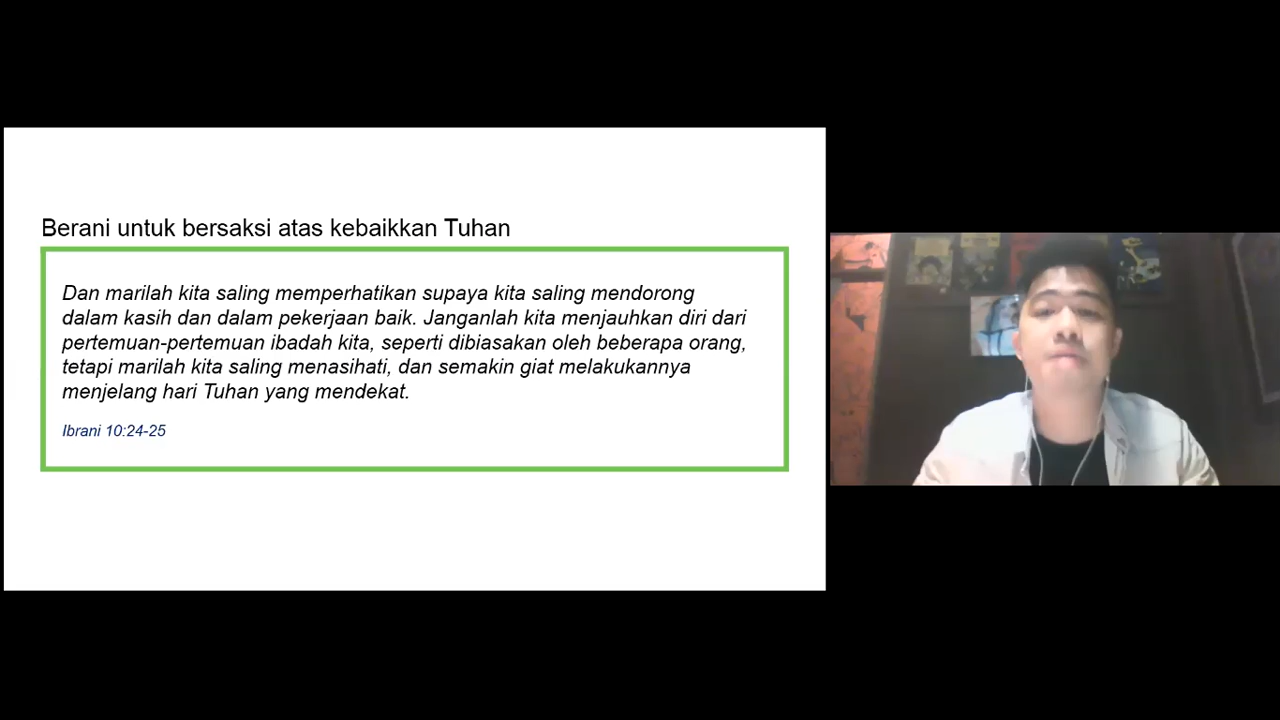 Berani untuk bersaksi atas kebaikkan Tuhan
Dan marilah kita saling memperhatikan supaya kita saling mendorong
dalam kasih dan dalam pekerjaan baik. Janganlah kita menjauhkan diri dari
pertemuan-pertemuan ibadah kita, seperti dibiasakan oleh beberapa orang,
tetapi marilah kita saling menasihati, dan semakin giat melakukannya
menjelang hari Tuhan yang mendekat.
Ibrani 10:24-25